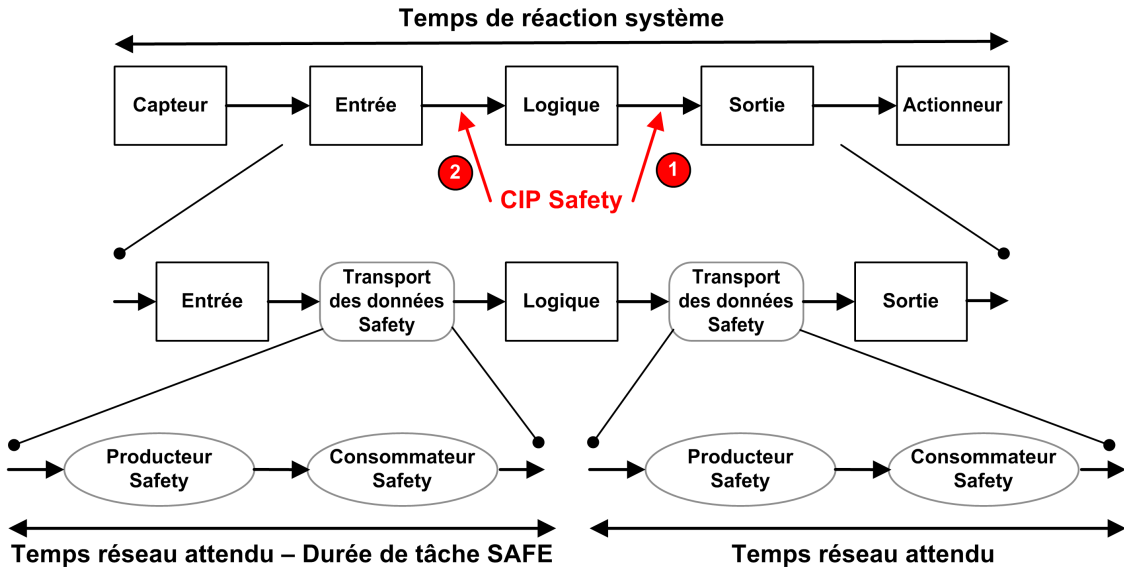 Temps de réaction système
Capteur
Entrée
Logique
Sortie
Actionneur
2
1
CIP Safety
Entrée
Transport
des données
Safety
Logique
Transport
des données
Safety
Sortie
Producteur
Safety
Consommateur
Safety
Producteur
Safety
Consommateur
Safety
Temps réseau attendu – Durée de tâche SAFE
Temps réseau attendu